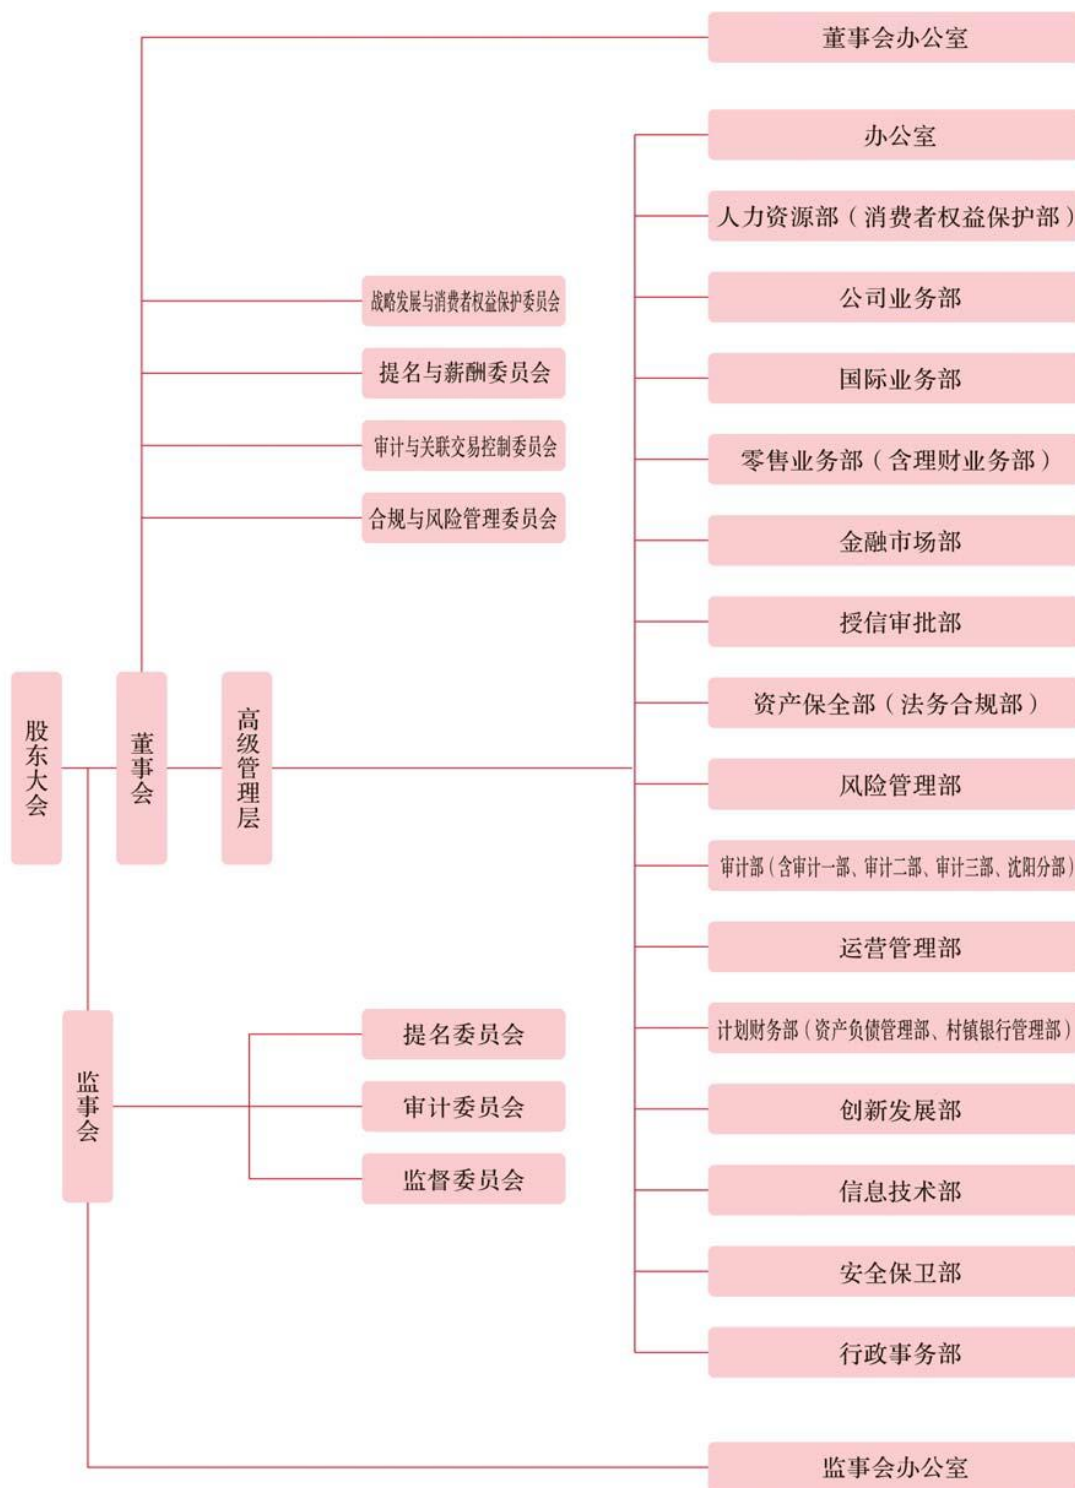 董事会办公室
办公室
人力资源部（消费者权益保护部）
公司业务部
国际业务部
零售业务部（含理财业务部）
金融市场部
授信审批部
资产保全部（法务合规部）
风险管理部
审计部（含审计一部、审计二部、审计三部、沈阳分部）
运营管理部
计划财务部（资产负债管理部、村镇银行管理部）
创新发展部
信息技术部
安全保卫部
行政事务部
监事会办公室
战略发展与消费者权益保护委员会
提名与薪酬委员会
审计与关联交易控制委员会
合规与风险管理委员会
股东大会
董事会
高级管理层
监事会
提名委员会
审计委员会
监督委员会